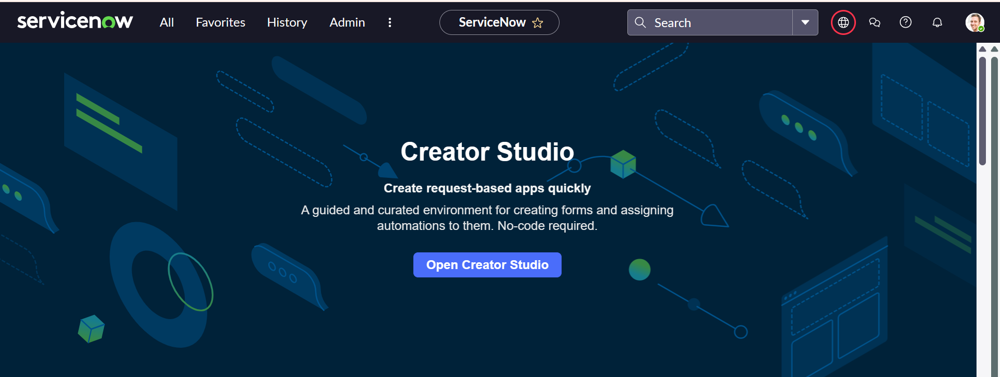 servicenow
All
Favorites
History
Admin
ServiceNow
Search
Creator Studio
Create request-based apps quickly
A guided and curated environment for creating forms and assigning
automations to them. No-code required.
Open Creator Studio